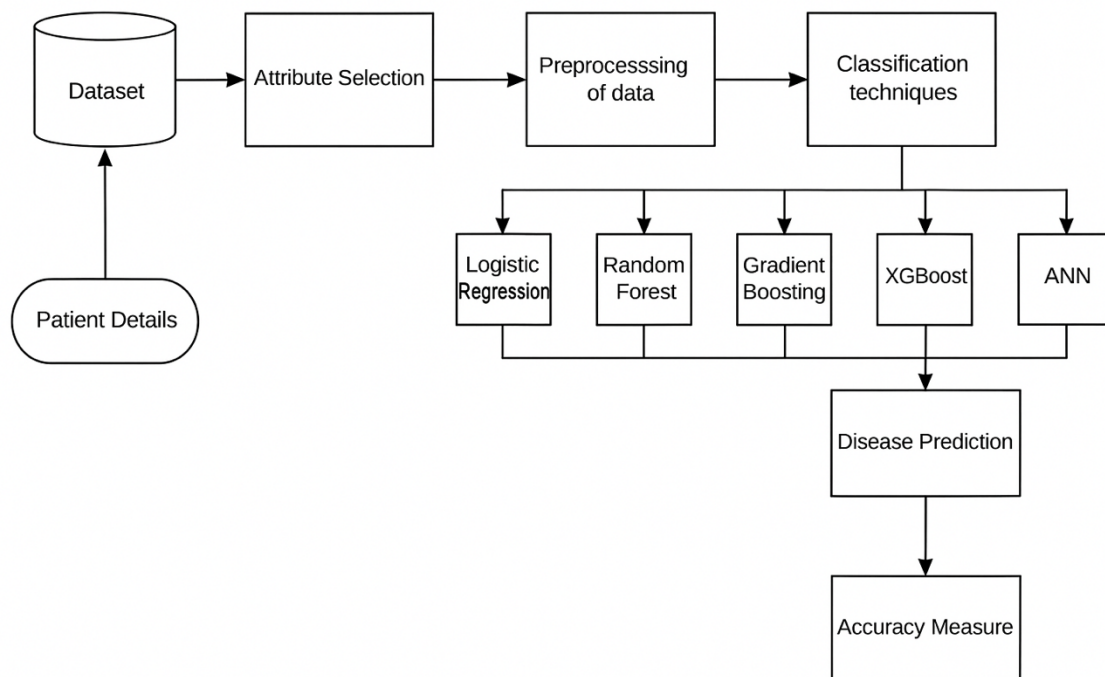 Dataset
Attribute Selection
Preprocesssing
of data
Classification
techniques
Logistic
Regression
Random
Forest
Gradient
Boosting
XGBoost
ANN
Patient Details
Disease Prediction
Accuracy Measure